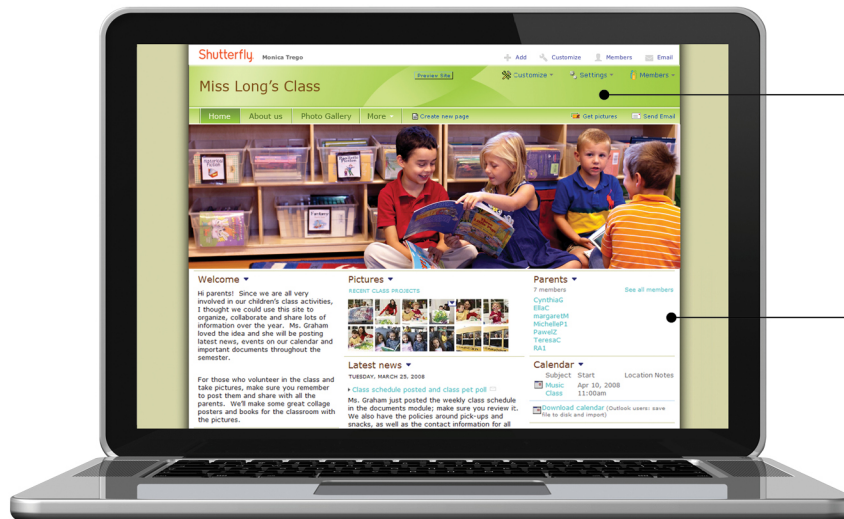 Shutterfly. Monica Trego
Add Customize Members Email
Preview Site Customize Settings Members
Miss Long's Class
Home About us Photo Gallery More Create new page Get pictures Send Email
Fantasy
Welcome
Hi parents! Since we are all very
involved in our children's class activities,
I thought we could use this site to
organize, collaborate and share lots of
information over the year. Ms. Graham
loved the idea and she will be posting
latest news, events on our calendar and
important documents throughout the
semester.
For those who volunteer in the class and
take pictures, make sure you remember
to post them and share with all the
parents. We'll make some great collage
posters and books for the classroom with
the pictures.
Pictures
RECENT CLASS PROJECTS
Latest news
TUESDAY, MARCH 25, 2008
Class schedule posted and class pet poll
Ms. Graham just posted the weekly class schedule
in the documents module; make sure you review it.
We also have the policies around pick-ups and
snacks, as well as the contact information for all
Parents
7 members See all members
CynthiaG
EllaC
margaretM
MichelleP1
PawelZ
TeresaC
RA1
Calendar
Subject Start Location Notes
Music Apr 10, 2008
Class 11:00am
Download calendar (Outlook users: save
file to disk and import)